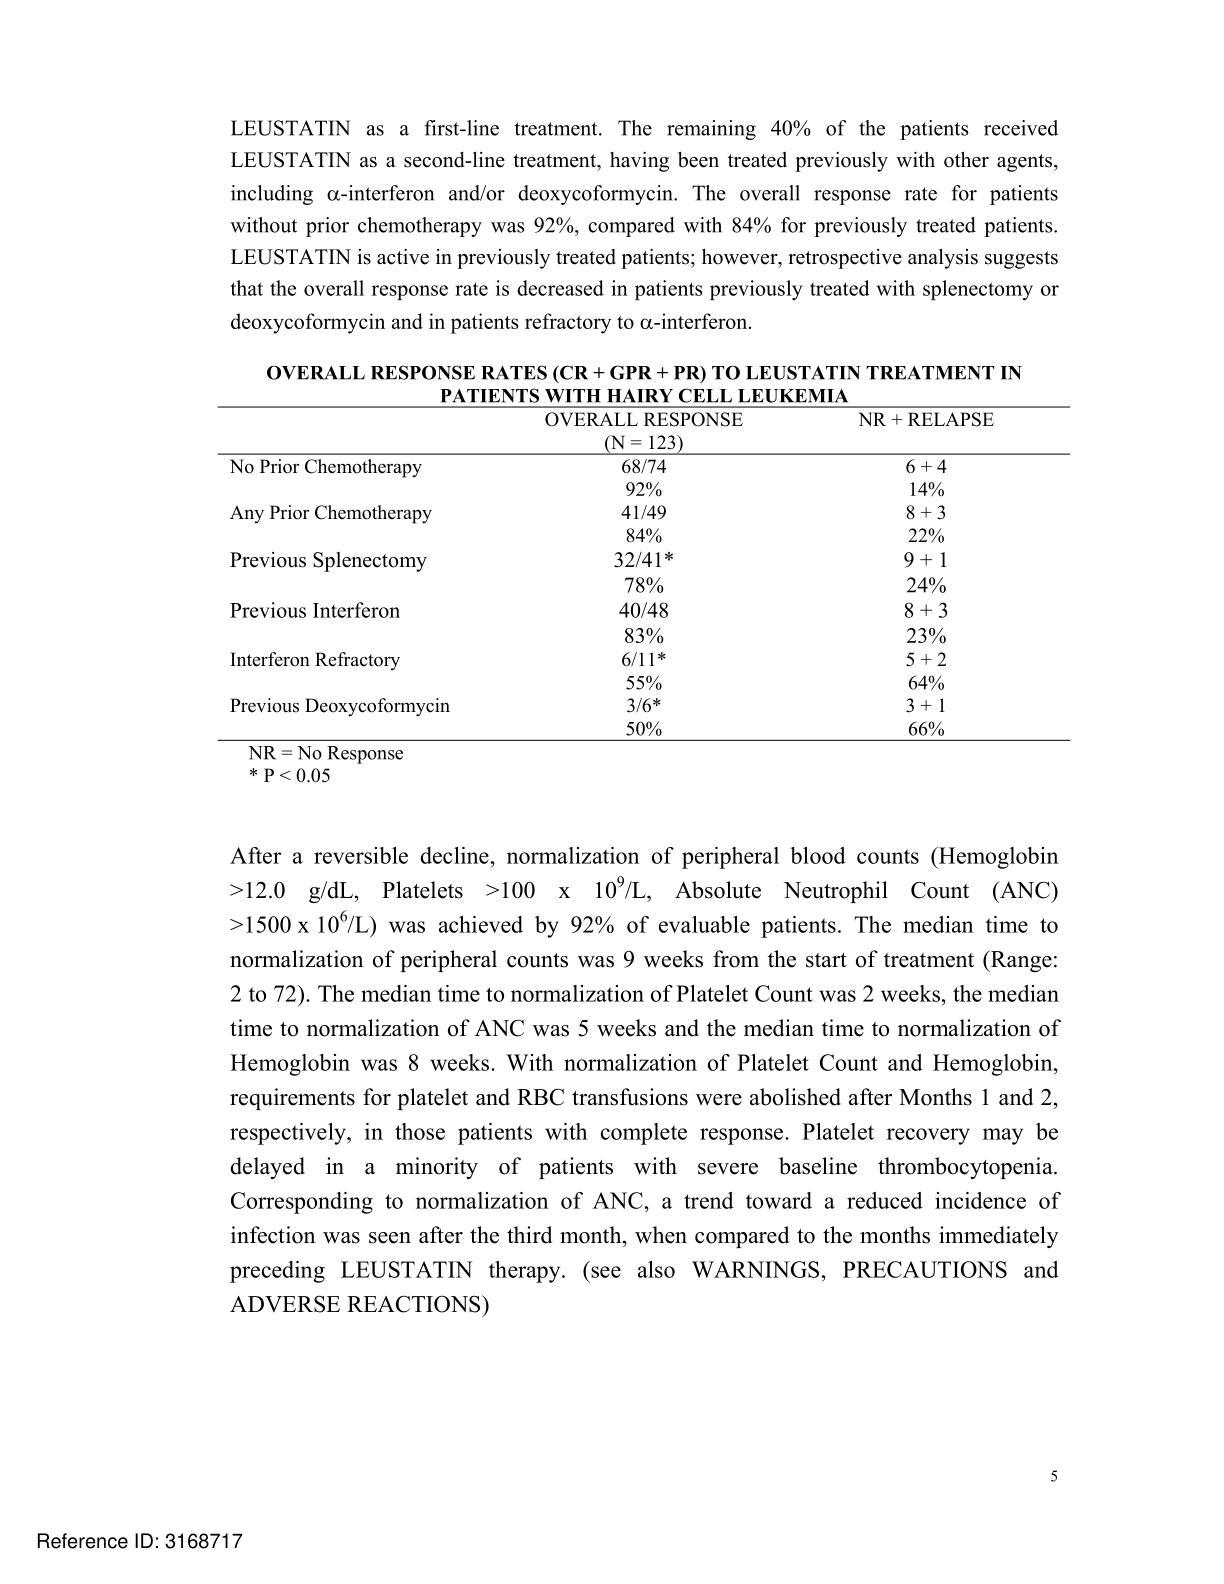 LEUSTATIN as a first-line treatment. The remaining 40% of the patients received
LEUSTATIN as a second-line treatment, having been treated previously with other agents,
including α-interferon and/or deoxycoformycin. The overall response rate for patients
without prior chemotherapy was 92%, compared with 84% for previously treated patients.
LEUSTATIN is active in previously treated patients; however, retrospective analysis suggests
that the overall response rate is decreased in patients previously treated with splenectomy or
deoxycoformycin and in patients refractory to α-interferon.
OVERALL RESPONSE RATES (CR + GPR + PR) TO LEUSTATIN TREATMENT IN
PATIENTS WITH HAIRY CELL LEUKEMIA
OVERALL RESPONSE NR + RELAPSE
(N = 123)
No Prior Chemotherapy 68/74 6 + 4
92% 14%
Any Prior Chemotherapy 41/49 8 + 3
84% 22%
Previous Splenectomy 32/41* 9 + 1
78% 24%
Previous Interferon 40/48 8 + 3
83% 23%
Interferon Refractory 6/11* 5 + 2
55% 64%
Previous Deoxycoformycin 3/6* 3 + 1
50% 66%
NR = No Response
* P < 0.05
After a reversible decline, normalization of peripheral blood counts (Hemoglobin
>12.0 g/dL, Platelets >100 x 10⁹/L, Absolute Neutrophil Count (ANC)
>1500 x 10⁶/L) was achieved by 92% of evaluable patients. The median time to
normalization of peripheral counts was 9 weeks from the start of treatment (Range:
2 to 72). The median time to normalization of Platelet Count was 2 weeks, the median
time to normalization of ANC was 5 weeks and the median time to normalization of
Hemoglobin was 8 weeks. With normalization of Platelet Count and Hemoglobin,
requirements for platelet and RBC transfusions were abolished after Months 1 and 2,
respectively, in those patients with complete response. Platelet recovery may be
delayed in a minority of patients with severe baseline thrombocytopenia.
Corresponding to normalization of ANC, a trend toward a reduced incidence of
infection was seen after the third month, when compared to the months immediately
preceding LEUSTATIN therapy. (see also WARNINGS, PRECAUTIONS and
ADVERSE REACTIONS)
5
Reference ID: 3168717